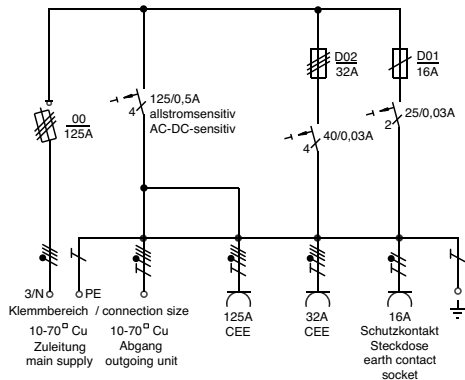 D02
32A
D01
16A
00
125A
125/0,5A
4
allstromsensitiv
AC-DC-sensitiv
40/0,03A
4
25/0,03A
2
3/N
PE
Klemmbereich / connection size
10-70□ Cu
Zuleitung
main supply
10-70□ Cu
Abgang
outgoing unit
125A
CEE
32A
CEE
16A
Schutzkontakt
Steckdose
earth contact
socket